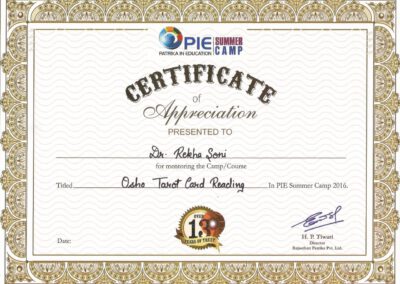 PIE SUMMER CAMP
PATRIKA IN EDUCATION
CERTIFICATE
of
Appreciation
PRESENTED TO
Dr. Rekha Soni
for mentoring the Camp/Course
Titled Osho Tarot Card Reading In PIE Summer Camp 2016.
OVER
13
YEARS OF TRUST
Date:
H. P. Tiwari
Director
Rajasthan Patrika Pvt. Ltd.